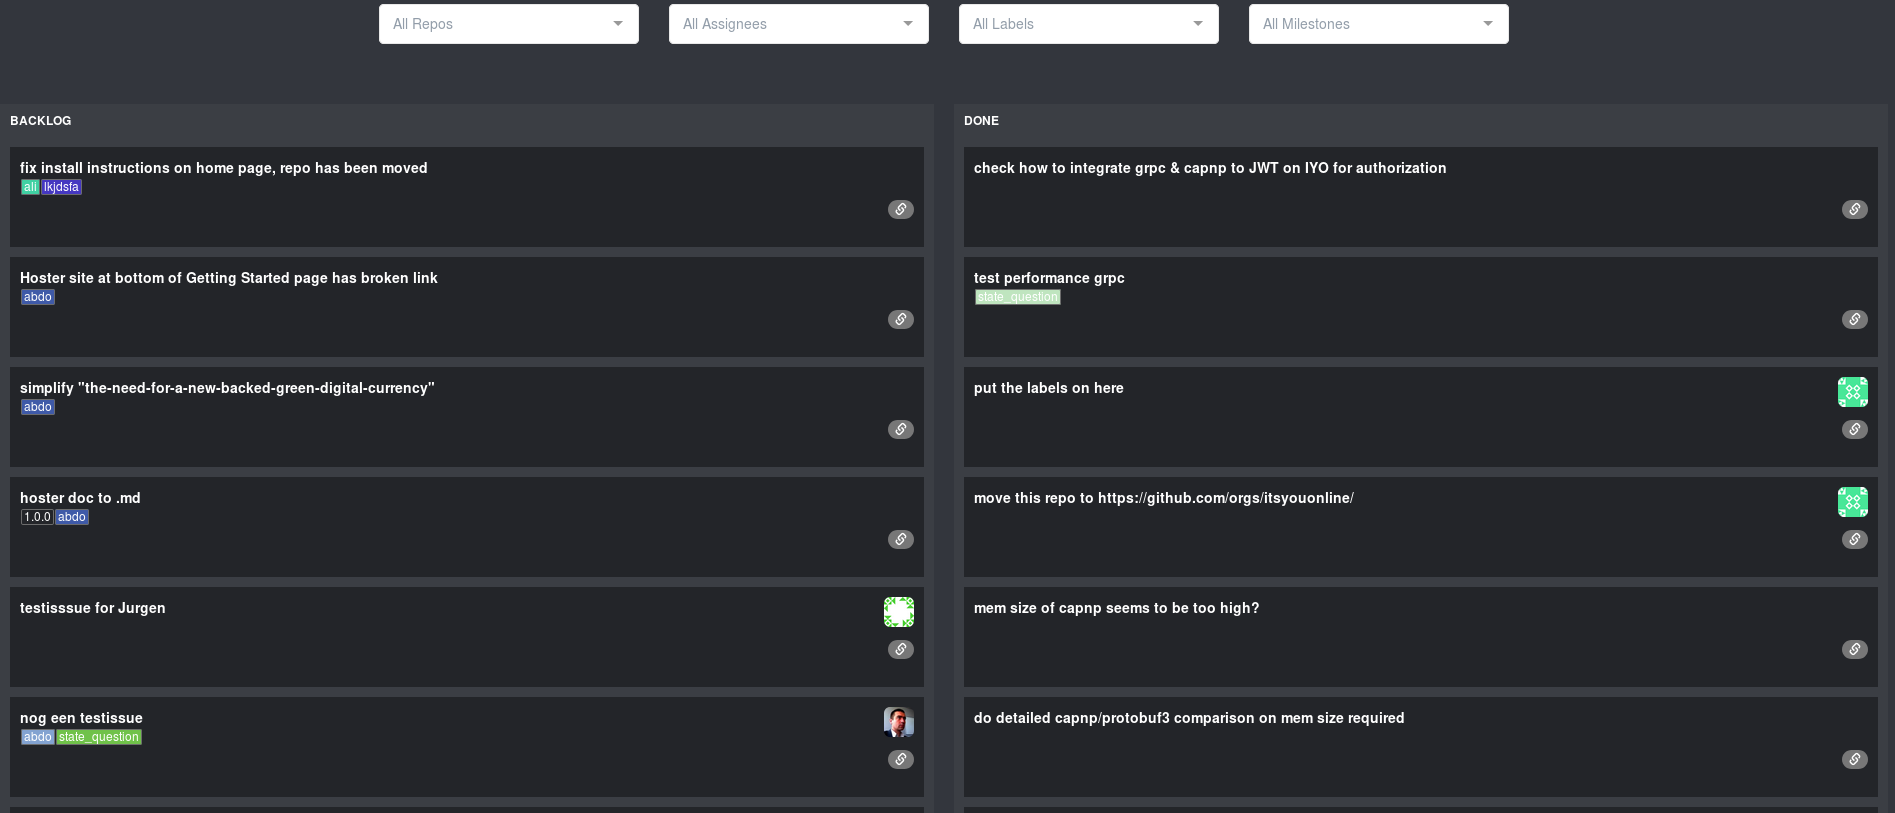 All Repos All Assignees All Labels All Milestones
BACKLOG
fix install instructions on home page, repo has been moved
ali lkjdsfa
Hoster site at bottom of Getting Started page has broken link
abdo
simplify "the-need-for-a-new-backed-green-digital-currency"
abdo
hoster doc to .md
1.0.0 abdo
testisssue for Jurgen
nog een testissue
abdo state_question
DONE
check how to integrate grpc & capnp to JWT on IYO for authorization
test performance grpc
state_question
put the labels on here
move this repo to https://github.com/orgs/itsyouonline/
mem size of capnp seems to be too high?
do detailed capnp/protobuf3 comparison on mem size required